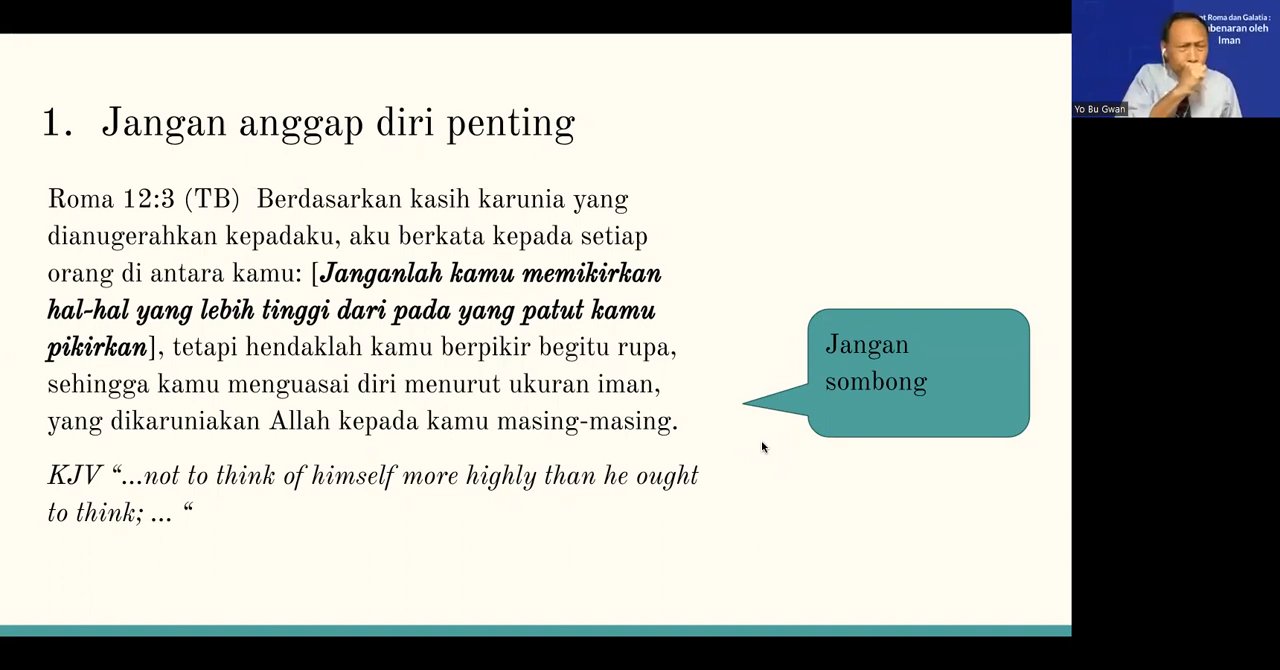 1. Jangan anggap diri penting
Roma 12:3 (TB)  Berdasarkan kasih karunia yang
dianugerahkan kepadaku, aku berkata kepada setiap
orang di antara kamu: [Janganlah kamu memikirkan
hal-hal yang lebih tinggi dari pada yang patut kamu
pikirkan], tetapi hendaklah kamu berpikir begitu rupa,
sehingga kamu menguasai diri menurut ukuran iman,
yang dikaruniakan Allah kepada kamu masing-masing.
KJV “...not to think of himself more highly than he ought
to think; ... “
Jangan
sombong
Roma dan Galatia :
oleh
Iman
Yo Bu Gwan